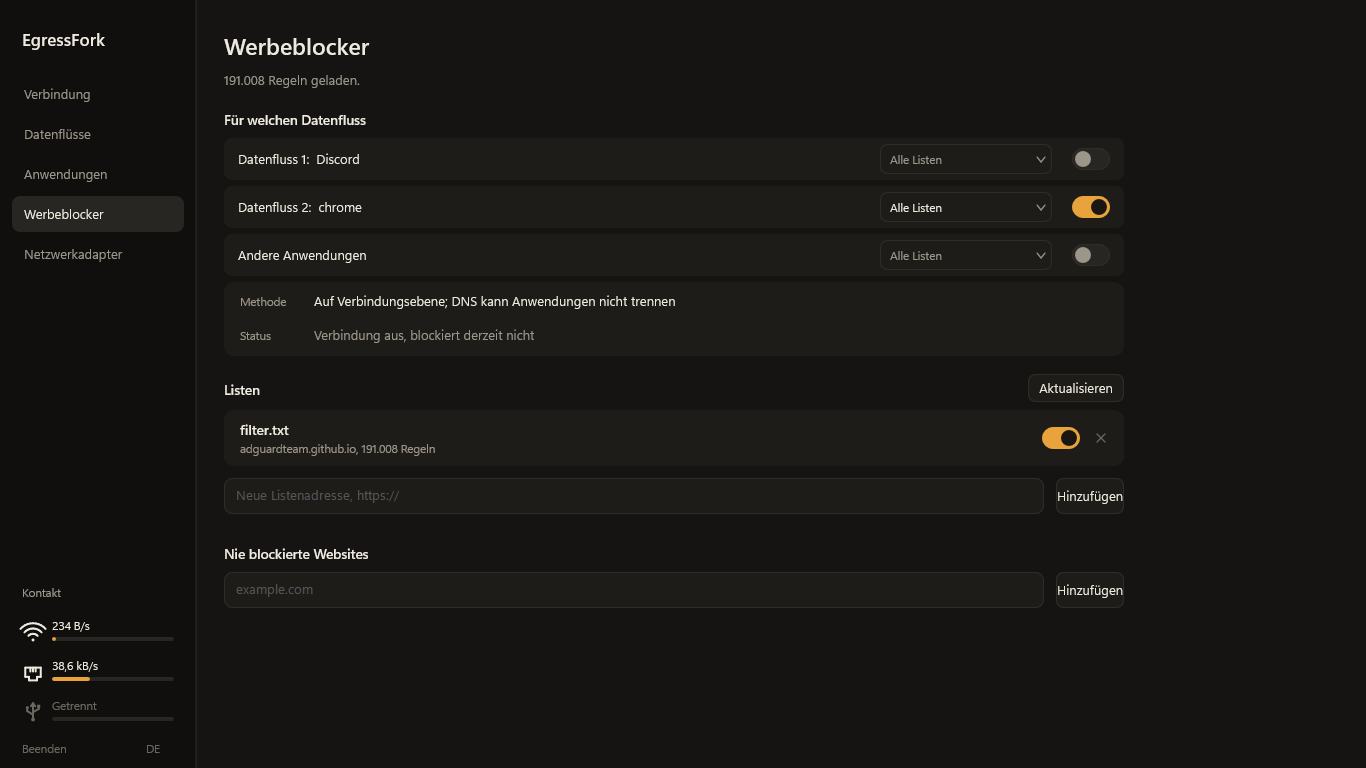 EgressFork
Verbindung
Datenflüsse
Anwendungen
Werbeblocker
Netzwerkadapter
Kontakt
234 B/s
38,6 kB/s
Getrennt
Beenden DE
Werbeblocker
191.008 Regeln geladen.
Für welchen Datenfluss
Datenfluss 1: Discord Alle Listen
Datenfluss 2: chrome Alle Listen
Andere Anwendungen Alle Listen
Methode Auf Verbindungsebene; DNS kann Anwendungen nicht trennen
Status Verbindung aus, blockiert derzeit nicht
Listen Aktualisieren
filter.txt
adguardteam.github.io, 191.008 Regeln
Neue Listenadresse, https:// Hinzufügen
Nie blockierte Websites
example.com Hinzufügen